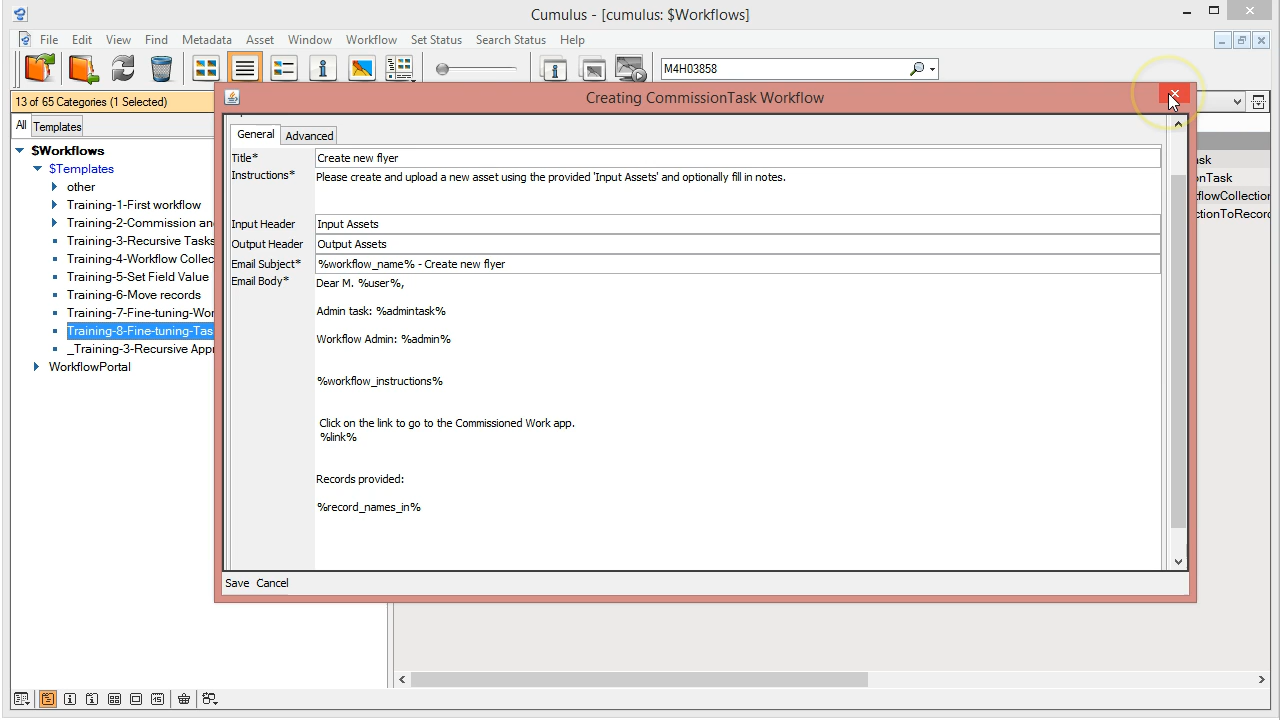 Cumulus - [cumulus: $Workflows]
File Edit View Find Metadata Asset Window Workflow Set Status Search Status Help
M4H03858
13 of 65 Categories (1 Selected)
Creating CommissionTask Workflow
All Templates
General Advanced
$Workflows
$Templates
other
Training-1-First workflow
Training-2-Commission an
Training-3-Recursive Tasks
Training-4-Workflow Collec
Training-5-Set Field Value
Training-6-Move records
Training-7-Fine-tuning-Wor
Training-8-Fine-tuning-Tas
_Training-3-Recursive Appr
WorkflowPortal
Title* Create new flyer
Instructions* Please create and upload a new asset using the provided 'Input Assets' and optionally fill in notes.
Input Header Input Assets
Output Header Output Assets
Email Subject* %workflow_name% - Create new flyer
Email Body* Dear M. %user%,
Admin task: %admintask%
Workflow Admin: %admin%
%workflow_instructions%
Click on the link to go to the Commissioned Work app.
%link%
Records provided:
%record_names_in%
Save Cancel
ask
onTask
flowCollection
ctionToRecor